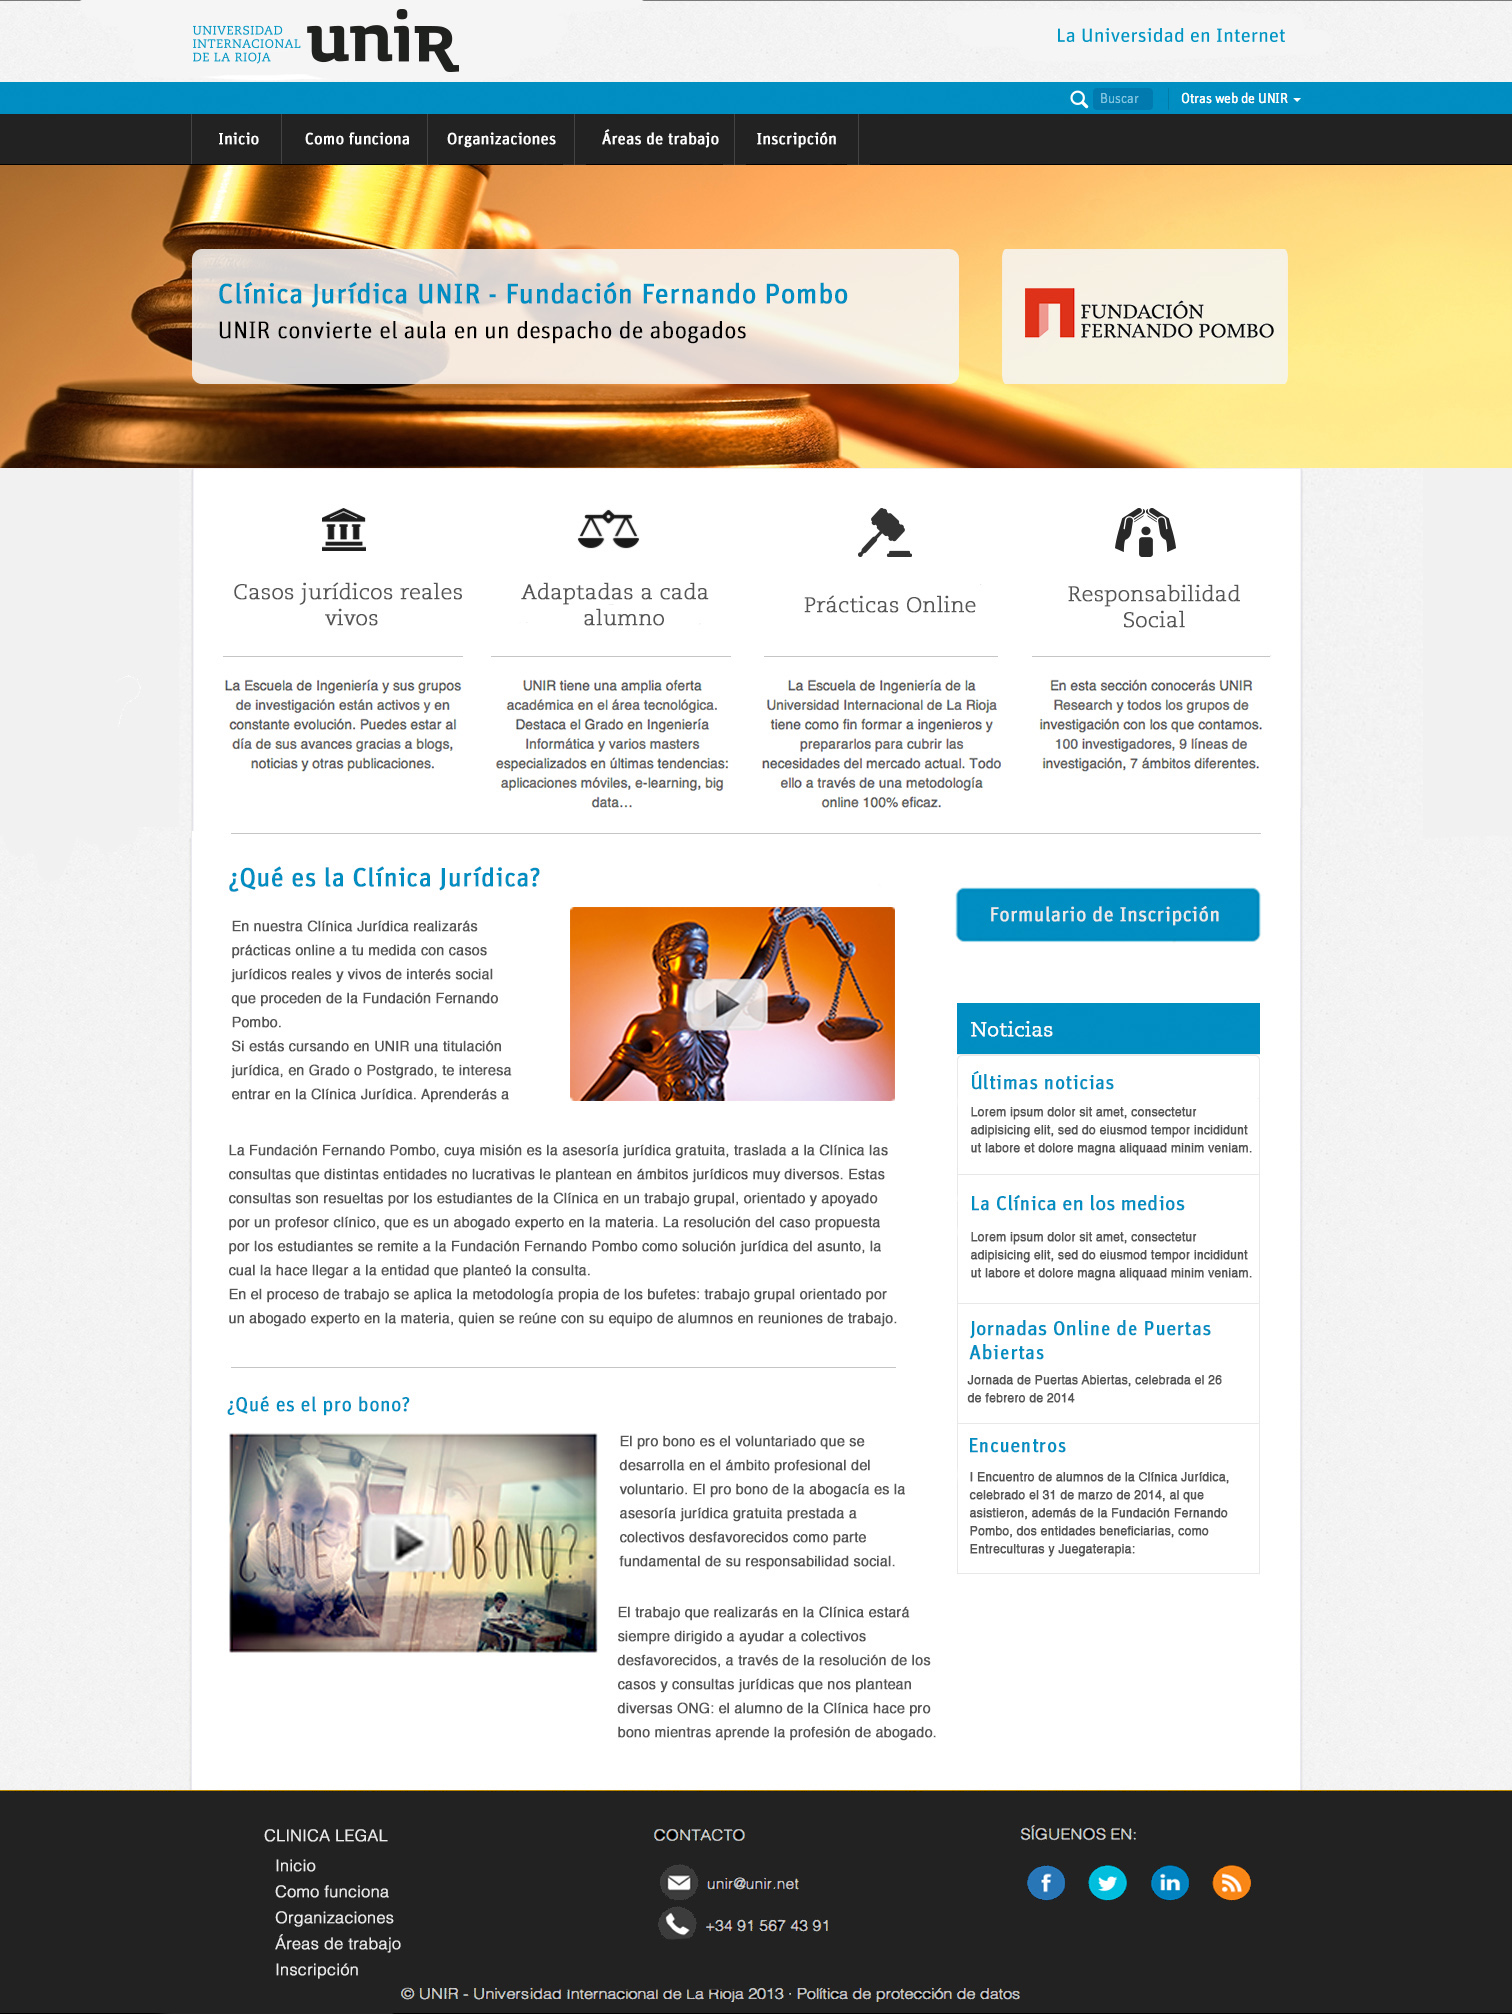 UNIVERSIDAD
INTERNACIONAL
DE LA RIOJA
uniR
La Universidad en Internet
Buscar
Otras web de UNIR
Inicio
Como funciona
Organizaciones
Áreas de trabajo
Inscripción
Clínica Jurídica UNIR - Fundación Fernando Pombo
UNIR convierte el aula en un despacho de abogados
FUNDACIÓN
FERNANDO POMBO
Casos jurídicos reales
vivos
La Escuela de Ingeniería y sus grupos
de investigación están activos y en
constante evolución. Puedes estar al
día de sus avances gracias a blogs,
noticias y otras publicaciones.
Adaptadas a cada
alumno
UNIR tiene una amplia oferta
académica en el área tecnológica.
Destaca el Grado en Ingeniería
Informática y varios masters
especializados en últimas tendencias:
aplicaciones móviles, e-learning, big
data...
Prácticas Online
La Escuela de Ingeniería de la
Universidad Internacional de La Rioja
tiene como fin formar a ingenieros y
prepararlos para cubrir las
necesidades del mercado actual. Todo
ello a través de una metodología
online 100% eficaz.
Responsabilidad
Social
En esta sección conocerás UNIR
Research y todos los grupos de
investigación con los que contamos.
100 investigadores, 9 líneas de
investigación, 7 ámbitos diferentes.
¿Qué es la Clínica Jurídica?
En nuestra Clínica Jurídica realizarás
prácticas online a tu medida con casos
jurídicos reales y vivos de interés social
que proceden de la Fundación Fernando
Pombo.
Si estás cursando en UNIR una titulación
jurídica, en Grado o Postgrado, te interesa
entrar en la Clínica Jurídica. Aprenderás a
La Fundación Fernando Pombo, cuya misión es la asesoría jurídica gratuita, traslada a la Clínica las
consultas que distintas entidades no lucrativas le plantean en ámbitos jurídicos muy diversos. Estas
consultas son resueltas por los estudiantes de la Clínica en un trabajo grupal, orientado y apoyado
por un profesor clínico, que es un abogado experto en la materia. La resolución del caso propuesta
por los estudiantes se remite a la Fundación Fernando Pombo como solución jurídica del asunto, la
cual la hace llegar a la entidad que planteó la consulta.
En el proceso de trabajo se aplica la metodología propia de los bufetes: trabajo grupal orientado por
un abogado experto en la materia, quien se reúne con su equipo de alumnos en reuniones de trabajo.
¿Qué es el pro bono?
¿QUÉ ES OBONO?
El pro bono es el voluntariado que se
desarrolla en el ámbito profesional del
voluntario. El pro bono de la abogacía es la
asesoría jurídica gratuita prestada a
colectivos desfavorecidos como parte
fundamental de su responsabilidad social.
El trabajo que realizarás en la Clínica estará
siempre dirigido a ayudar a colectivos
desfavorecidos, a través de la resolución de los
casos y consultas jurídicas que nos plantean
diversas ONG: el alumno de la Clínica hace pro
bono mientras aprende la profesión de abogado.
Formulario de Inscripción
Noticias
Últimas noticias
Lorem ipsum dolor sit amet, consectetur
adipisicing elit, sed do eiusmod tempor incididunt
ut labore et dolore magna aliquaad minim veniam.
La Clínica en los medios
Lorem ipsum dolor sit amet, consectetur
adipisicing elit, sed do eiusmod tempor incididunt
ut labore et dolore magna aliquaad minim veniam.
Jornadas Online de Puertas
Abiertas
Jornada de Puertas Abiertas, celebrada el 26
de febrero de 2014
Encuentros
I Encuentro de alumnos de la Clínica Jurídica,
celebrado el 31 de marzo de 2014, al que
asistieron, además de la Fundación Fernando
Pombo, dos entidades beneficiarias, como
Entreculturas y Juegaterapia:
CLINICA LEGAL
Inicio
Como funciona
Organizaciones
Áreas de trabajo
Inscripción
CONTACTO
unir@unir.net
+34 91 567 43 91
SÍGUENOS EN:
© UNIR - Universidad Internacional de La Rioja 2013 · Política de protección de datos